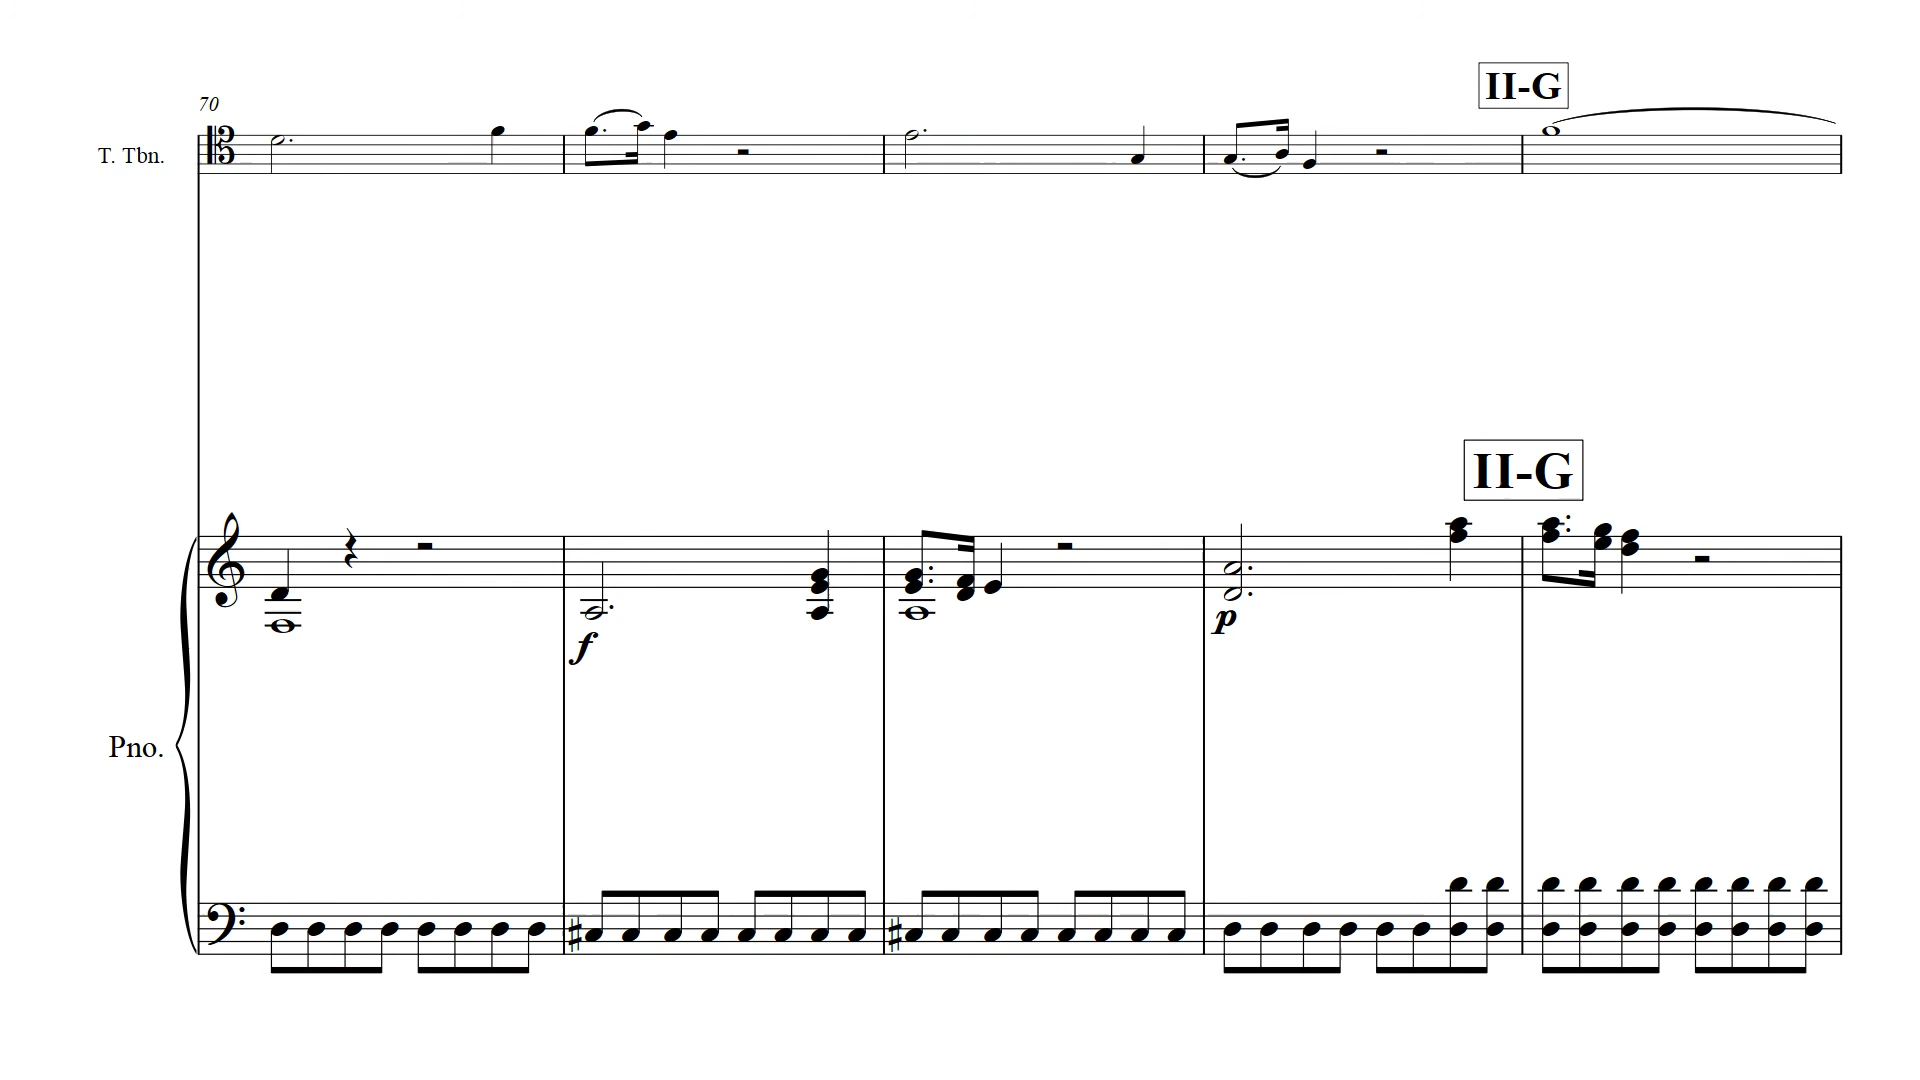 II-G
70
T. Tbn.
II-G
f
p
Pno.